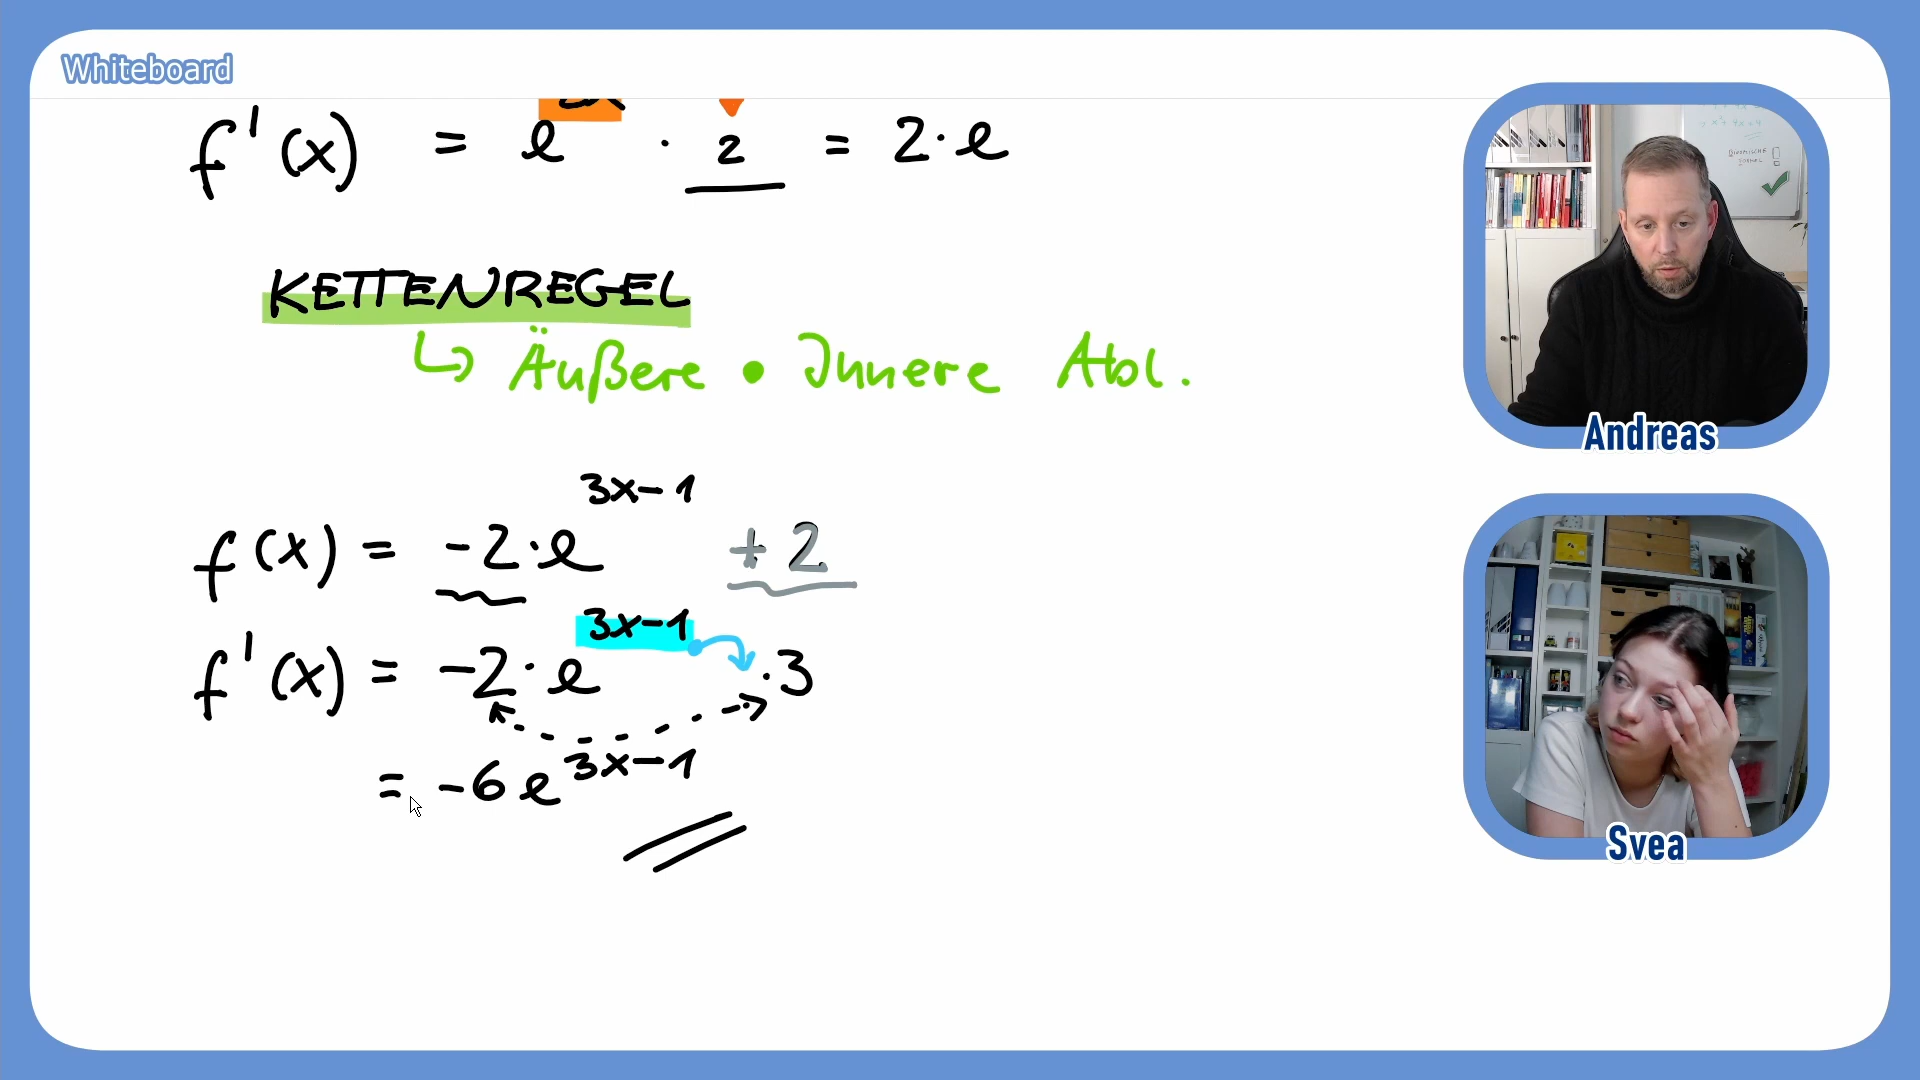 Whiteboard
f'(x) = e · 2 = 2·e
KETTENREGEL
↳ Äußere • Innere Abl.
f(x) = -2·e^{3x-1} + 2
f'(x) = -2·e^{3x-1} ·3
= -6e^{3x-1}
Andreas
Svea